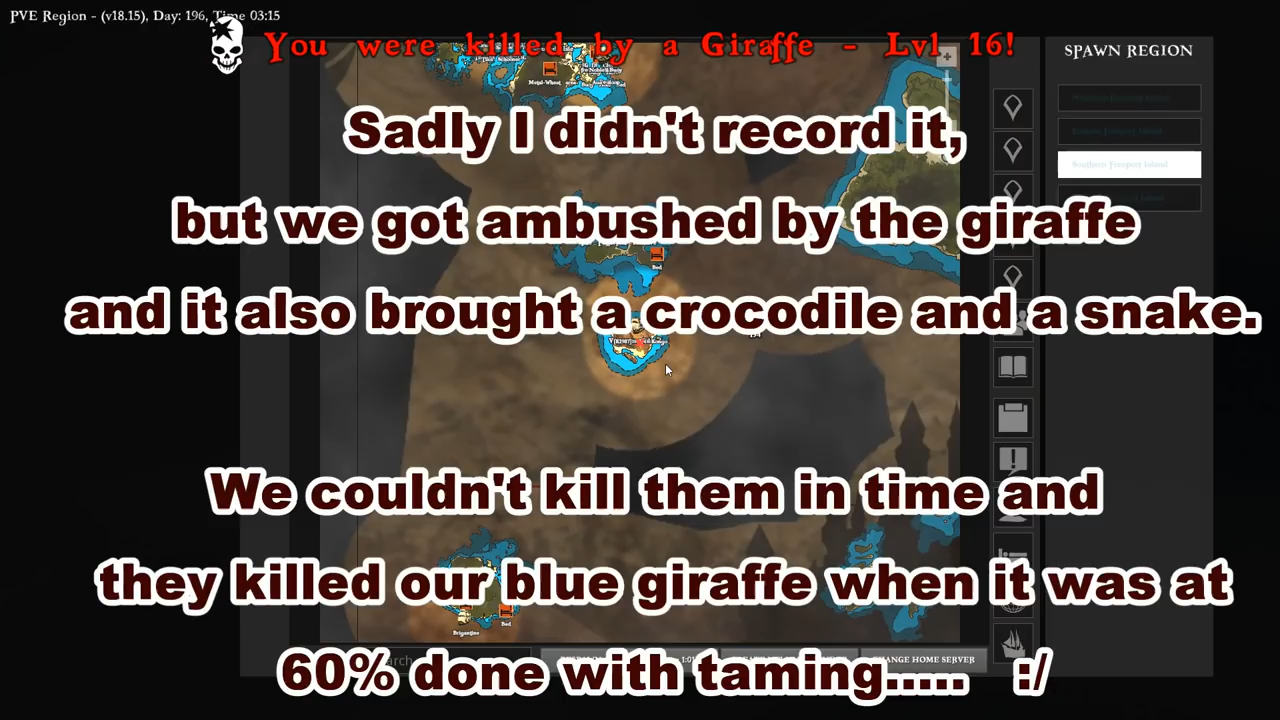 PVE Region - (v18.15), Day: 196, Time 03:15
You were killed by a Giraffe - Lvl 16!
SPAWN REGION
Sadly I didn't record it,
Southern Freeport Island
but we got ambushed by the giraffe
Bed
and it also brought a crocodile and a snake.
We couldn't kill them in time and
they killed our blue giraffe when it was at
Bed
Brigantine
60% done with taming..... :/
CHANGE HOME SERVER